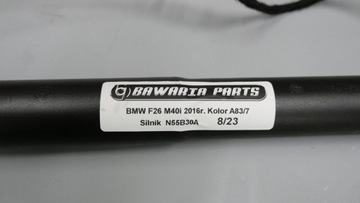 BAWARIA PARTS
BMW F26 M40i 2016r. Kolor A83/7
Silnik N55B30A 8/23